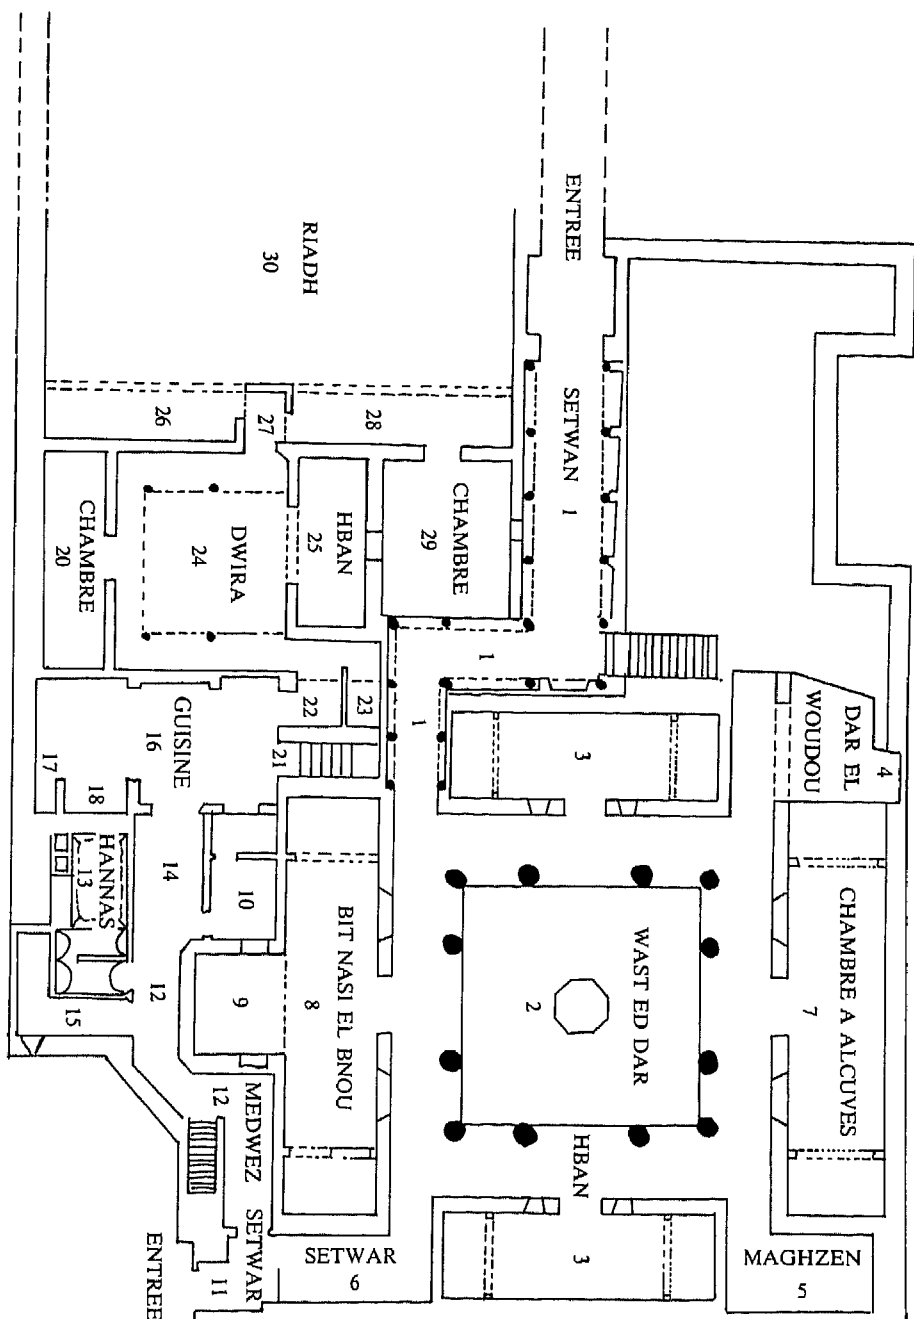 ENTREE
RIADH
30
SETWAN
1
26
27
28
CHAMBRE
29
HBAN
25
DWIRA
24
CHAMBRE
20
1
1
22
23
21
GUISINE
16
17
18
3
DAR EL
WOUDOU
4
HANNAS
13
14
10
BIT NASI EL BNOU
8
9
WAST ED DAR
2
CHAMBRE A ALCUVES
7
12
15
12
MEDWEZ
SETWAR
11
ENTREE
HBAN
3
SETWAR
6
MAGHZEN
5